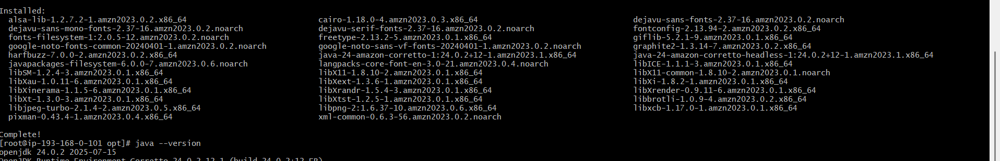 Installed:
alsa-lib-1.2.7.2-1.amzn2023.0.2.x86_64 cairo-1.18.0-4.amzn2023.0.3.x86_64 dejavu-sans-fonts-2.37-16.amzn2023.0.2.noarch
dejavu-sans-mono-fonts-2.37-16.amzn2023.0.2.noarch dejavu-serif-fonts-2.37-16.amzn2023.0.2.noarch fontconfig-2.13.94-2.amzn2023.0.2.x86_64
fonts-filesystem-1:2.0.5-12.amzn2023.0.2.noarch freetype-2.13.2-5.amzn2023.0.1.x86_64 giflib-5.2.1-9.amzn2023.0.1.x86_64
google-noto-fonts-common-20240401-1.amzn2023.0.2.noarch google-noto-sans-vf-fonts-20240401-1.amzn2023.0.2.noarch graphite2-1.3.14-7.amzn2023.0.2.x86_64
harfbuzz-7.0.0-2.amzn2023.0.2.x86_64 java-24-amazon-corretto-1:24.0.2+12-1.amzn2023.1.x86_64 java-24-amazon-corretto-headless-1:24.0.2+12-1.amzn2023.1.x86_64
javapackages-filesystem-6.0.0-7.amzn2023.0.6.noarch langpacks-core-font-en-3.0-21.amzn2023.0.4.noarch libICE-1.1.1-3.amzn2023.0.1.x86_64
libSM-1.2.4-3.amzn2023.0.1.x86_64 libX11-1.8.10-2.amzn2023.0.1.x86_64 libX11-common-1.8.10-2.amzn2023.0.1.noarch
libXau-1.0.11-6.amzn2023.0.1.x86_64 libXext-1.3.6-1.amzn2023.0.1.x86_64 libXi-1.8.2-1.amzn2023.0.1.x86_64
libXinerama-1.1.5-6.amzn2023.0.1.x86_64 libXrandr-1.5.4-3.amzn2023.0.1.x86_64 libXrender-0.9.11-6.amzn2023.0.1.x86_64
libXt-1.3.0-3.amzn2023.0.1.x86_64 libXtst-1.2.5-1.amzn2023.0.1.x86_64 libbrotli-1.0.9-4.amzn2023.0.2.x86_64
libjpeg-turbo-2.1.4-2.amzn2023.0.5.x86_64 libpng-2:1.6.37-10.amzn2023.0.6.x86_64 libxcb-1.17.0-1.amzn2023.0.1.x86_64
pixman-0.43.4-1.amzn2023.0.4.x86_64 xml-common-0.6.3-56.amzn2023.0.2.noarch
Complete!
[root@ip-193-168-0-101 opt]# java --version
openjdk 24.0.2 2025-07-15
OpenJDK Runtime Environment Corretto-24.0.2.12.1 (build 24.0.2+12-FR)